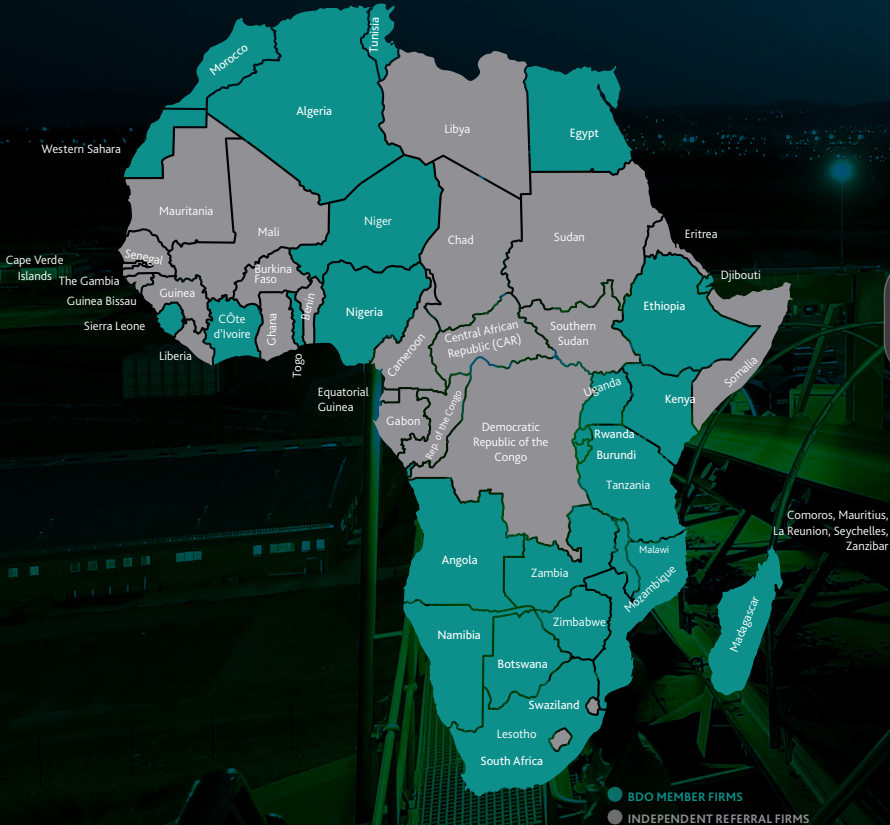 Tunisia
Morocco
Algeria
Libya
Egypt
Western Sahara
Mauritania
Mali
Niger
Chad
Sudan
Eritrea
Cape Verde
Islands
Senegal
The Gambia
Burkina
Faso
Djibouti
Guinea Bissau
Guinea
Sierra Leone
CÔte
d'Ivoire
Ghana
Benin
Nigeria
Ethiopia
Liberia
Togo
Cameroon
Central African
Republic (CAR)
Southern
Sudan
Somalia
Equatorial
Guinea
Gabon
Rep. of the Congo
Democratic
Republic of the
Congo
Uganda
Kenya
Rwanda
Burundi
Tanzania
Comoros, Mauritius,
La Reunion, Seychelles,
Zanzibar
Angola
Zambia
Malawi
Mozambique
Zimbabwe
Madagascar
Namibia
Botswana
Swaziland
Lesotho
South Africa
BDO MEMBER FIRMS
INDEPENDENT REFERRAL FIRMS